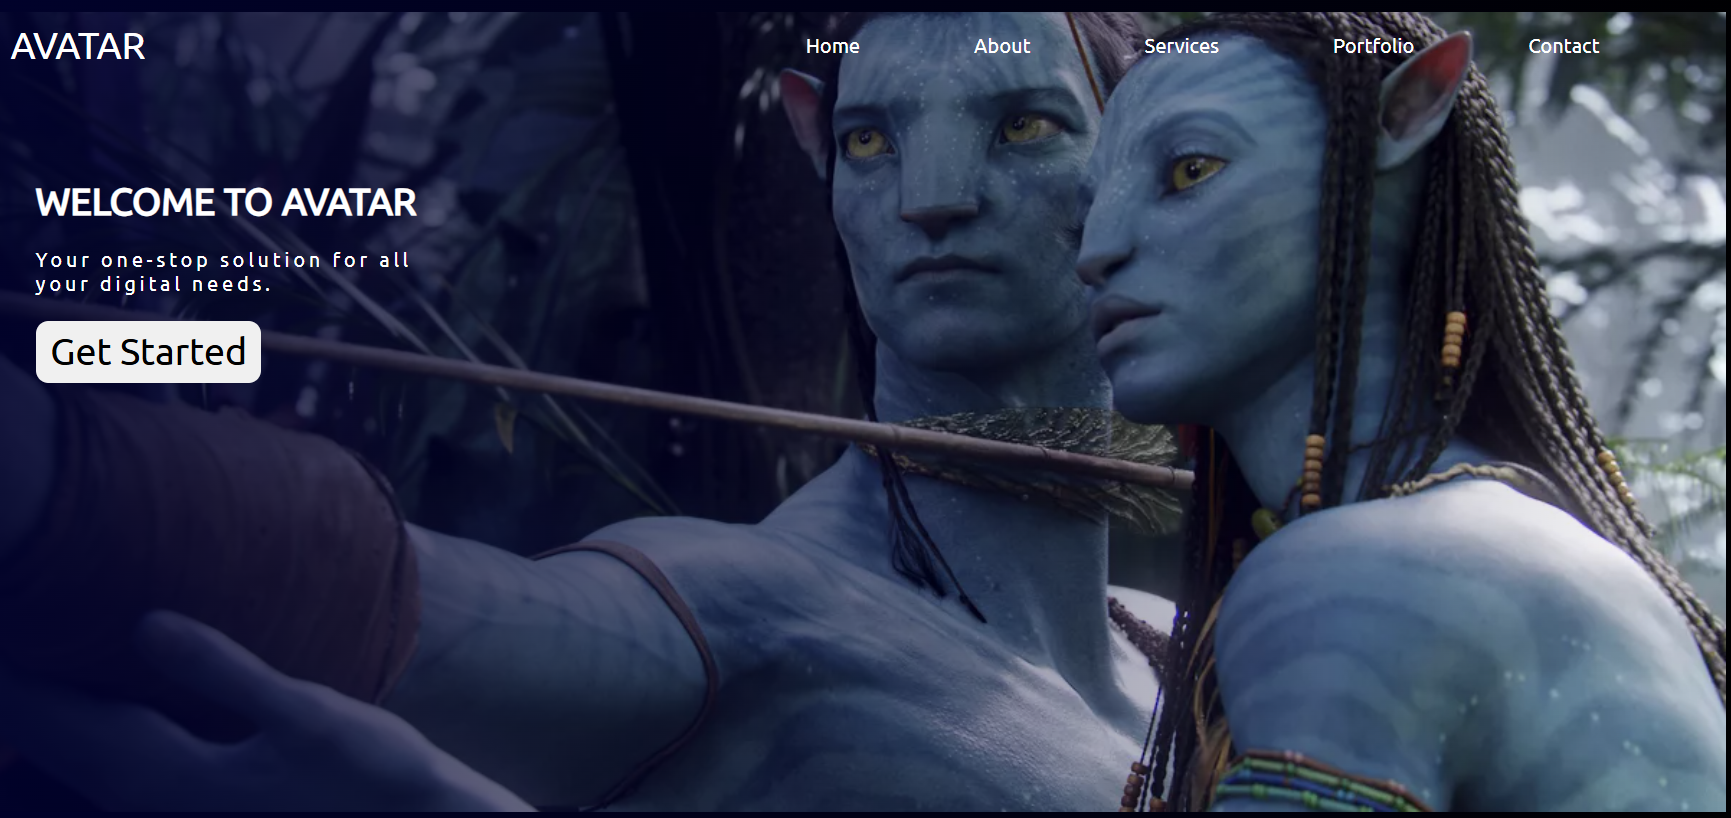 AVATAR
Home About Services Portfolio Contact
WELCOME TO AVATAR
Your one-stop solution for all
your digital needs.
Get Started